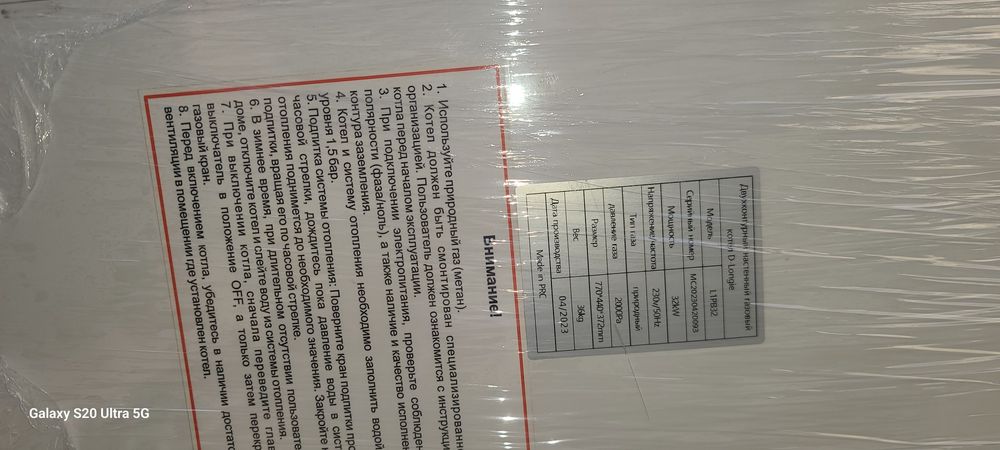 Двухконтурный настенный газовый
котел D-Longie
Модель L1PB32
Серийный номер MC20230420093
Мощность 32kW
Напряжение/частота 230v/50Hz
Тип газа природный
давление газа 2000Pa
Размер 770*440*372mm
Вес 36kg
Дата производства 04/2023
Made in PRC
Внимание!
1. Используйте природный газ (метан).
2. Котел должен быть смонтирован специализированн
организацией. Пользователь должен ознакомится с инструкци
котла перед началом эксплуатации.
3. При подключении электропитания, проверьте соблюден
полярности (фаза/ноль), а также наличие и качество исполнен
контура заземления.
4. Котел и систему отопления необходимо заполнить водой
уровня 1,5 бар.
5. Подпитка системы отопления: Поверните кран подпитки про
часовой стрелки, дождитесь пока давление воды в сист
отопления поднимется до необходимого значения. Закройте
подпитки, вращая его по часовой стрелке.
6. В зимнее время, при длительном отсутствии пользовате
доме, отключите котел и слейте воду из системы отопления.
7. При выключении котла, сначала переведите глав
выключатель в положение OFF, а только затем перекр
газовый кран.
8. Перед включением котла, убедитесь в наличии достато
вентиляции в помещении где установлен котел.
Galaxy S20 Ultra 5G